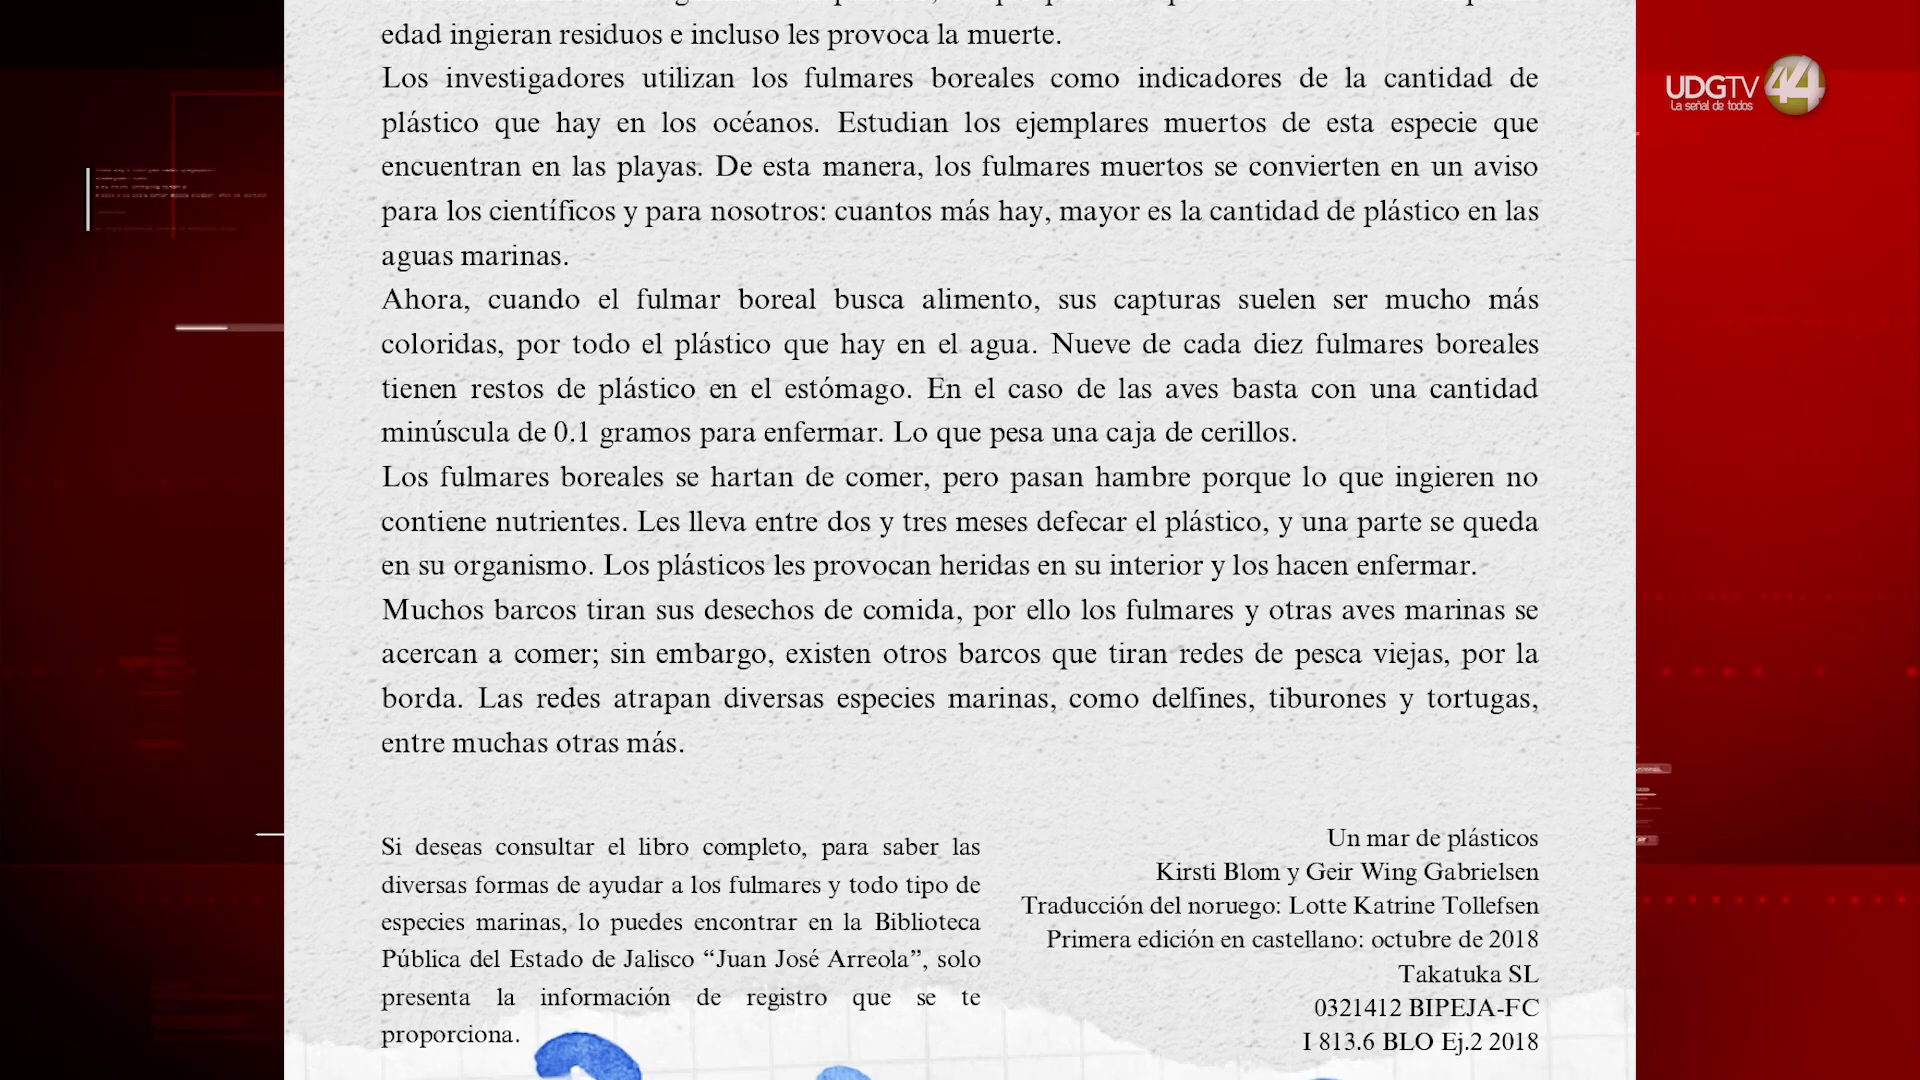 edad ingieran residuos e incluso les provoca la muerte.
Los investigadores utilizan los fulmares boreales como indicadores de la cantidad de
plástico que hay en los océanos. Estudian los ejemplares muertos de esta especie que
encuentran en las playas. De esta manera, los fulmares muertos se convierten en un aviso
para los científicos y para nosotros: cuantos más hay, mayor es la cantidad de plástico en las
aguas marinas.
Ahora, cuando el fulmar boreal busca alimento, sus capturas suelen ser mucho más
coloridas, por todo el plástico que hay en el agua. Nueve de cada diez fulmares boreales
tienen restos de plástico en el estómago. En el caso de las aves basta con una cantidad
minúscula de 0.1 gramos para enfermar. Lo que pesa una caja de cerillos.
Los fulmares boreales se hartan de comer, pero pasan hambre porque lo que ingieren no
contiene nutrientes. Les lleva entre dos y tres meses defecar el plástico, y una parte se queda
en su organismo. Los plásticos les provocan heridas en su interior y los hacen enfermar.
Muchos barcos tiran sus desechos de comida, por ello los fulmares y otras aves marinas se
acercan a comer; sin embargo, existen otros barcos que tiran redes de pesca viejas, por la
borda. Las redes atrapan diversas especies marinas, como delfines, tiburones y tortugas,
entre muchas otras más.
Si deseas consultar el libro completo, para saber las
diversas formas de ayudar a los fulmares y todo tipo de
especies marinas, lo puedes encontrar en la Biblioteca
Pública del Estado de Jalisco “Juan José Arreola”, solo
presenta la información de registro que se te
proporciona.
Un mar de plásticos
Kirsti Blom y Geir Wing Gabrielsen
Traducción del noruego: Lotte Katrine Tollefsen
Primera edición en castellano: octubre de 2018
Takatuka SL
0321412 BIPEJA-FC
I 813.6 BLO Ej.2 2018
UDGTV 44
La señal de todos